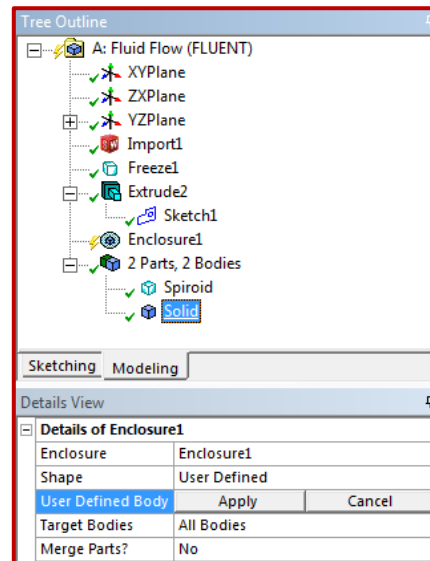 Tree Outline
A: Fluid Flow (FLUENT)
XYPlane
ZXPlane
YZPlane
Import1
Freeze1
Extrude2
Sketch1
Enclosure1
2 Parts, 2 Bodies
Spiroid
Solid
Sketching Modeling
Details View
Details of Enclosure1
Enclosure Enclosure1
Shape User Defined
User Defined Body Apply Cancel
Target Bodies All Bodies
Merge Parts? No